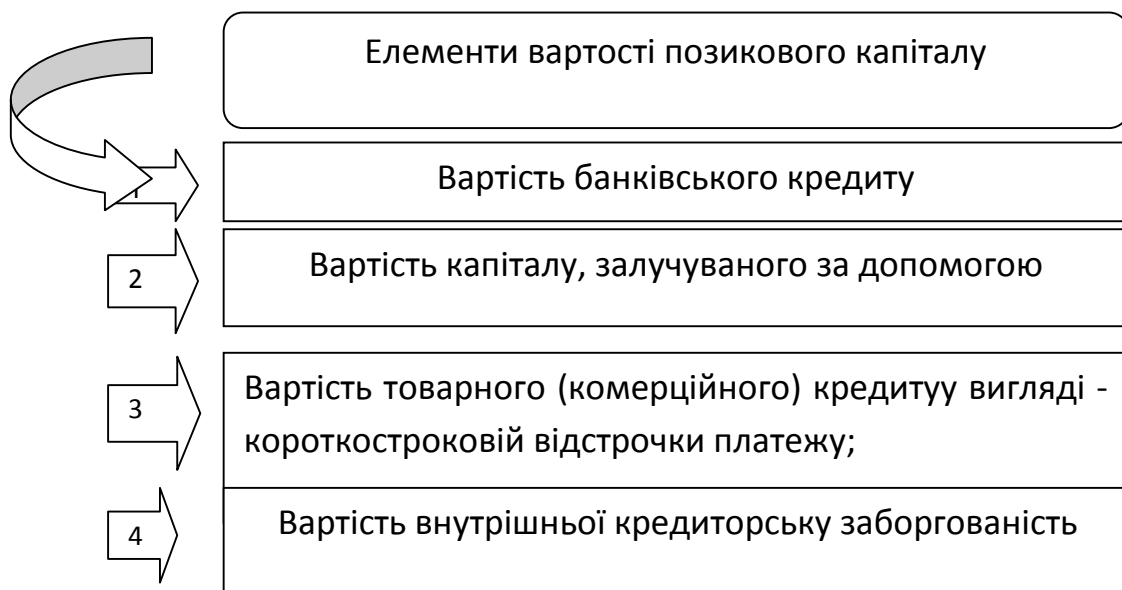 Елементи вартості позикового капіталу
1 Вартість банківського кредиту
2 Вартість капіталу, залучуваного за допомогою
3 Вартість товарного (комерційного) кредитуу вигляді -
короткостроковій відстрочки платежу;
4 Вартість внутрішньої кредиторську заборгованість